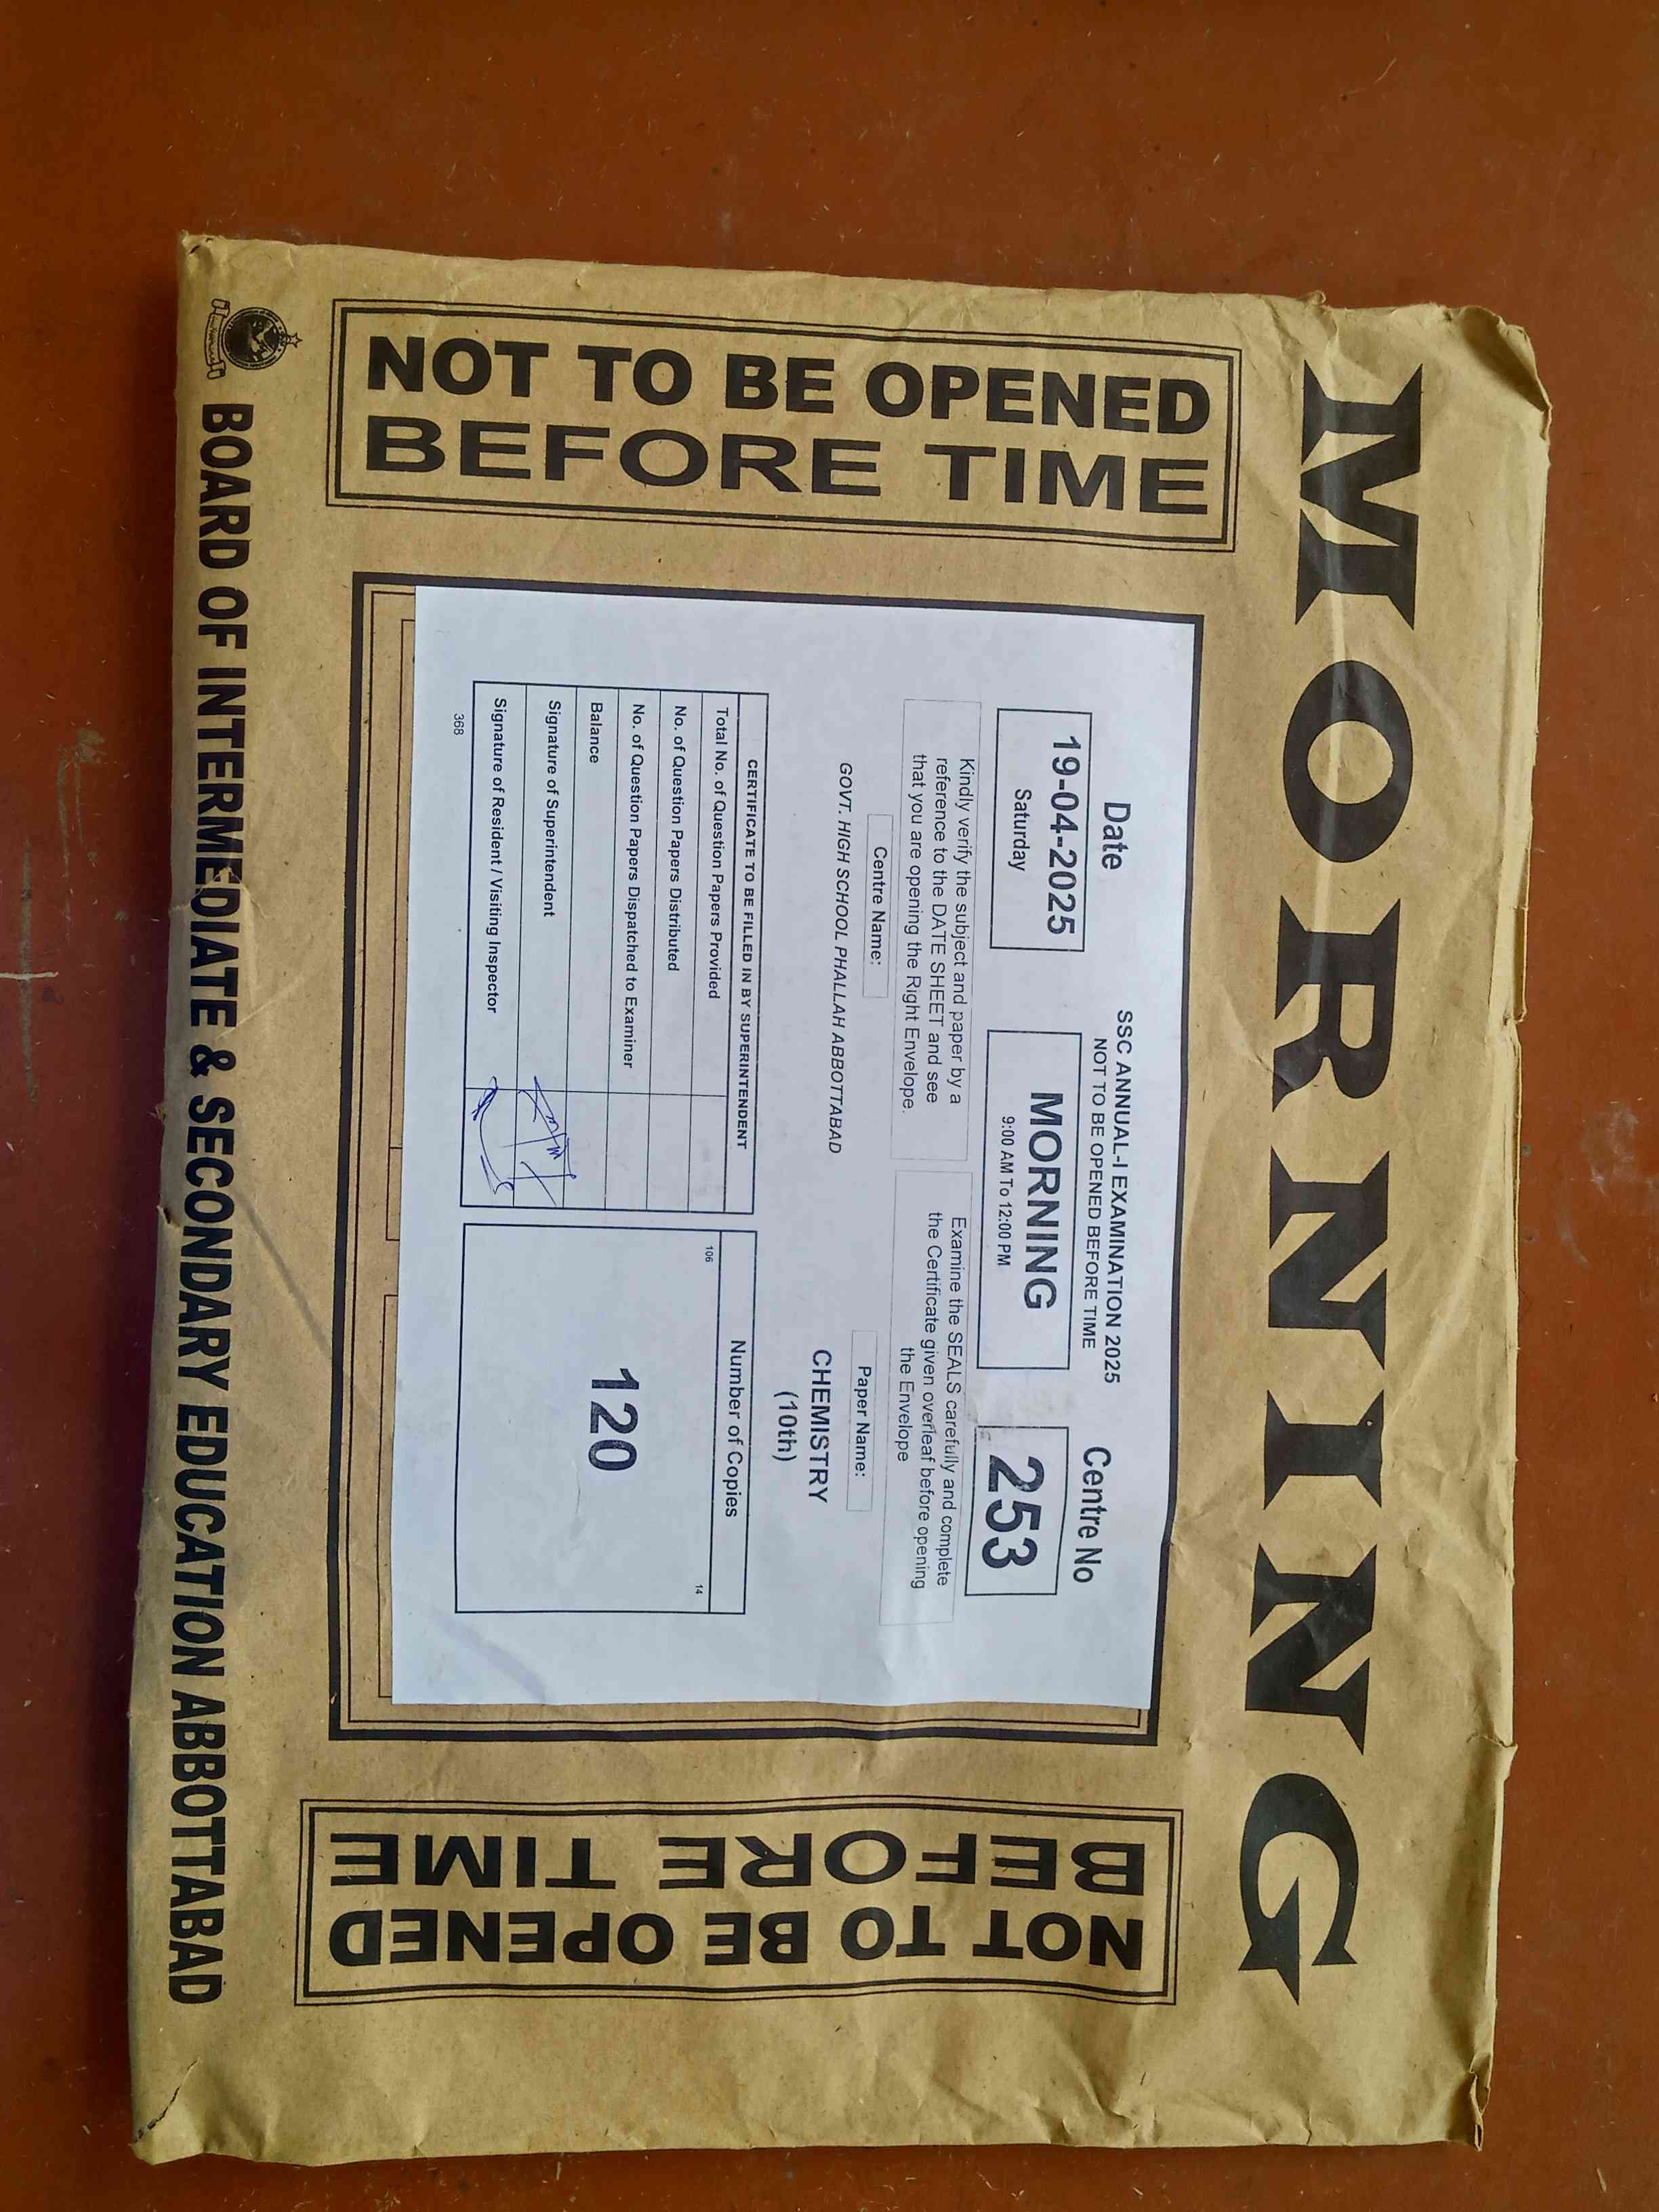 MORNING
NOT TO BE OPENED
BEFORE TIME
SSC ANNUAL-I EXAMINATION 2025
NOT TO BE OPENED BEFORE TIME
Date
19-04-2025
Saturday
MORNING
9:00 AM To 12:00 PM
Centre No
253
Kindly verify the subject and paper by a
reference to the DATE SHEET and see
that you are opening the Right Envelope.
Examine the SEALS carefully and complete
the Certificate given overleaf before opening
the Envelope
Centre Name:
GOVT. HIGH SCHOOL PHALLAH ABBOTTABAD
Paper Name:
CHEMISTRY
(10th)
CERTIFICATE TO BE FILLED IN BY SUPERINTENDENT
Total No. of Question Papers Provided
No. of Question Papers Distributed
No. of Question Papers Dispatched to Examiner
Balance
Signature of Superintendent
Signature of Resident / Visiting Inspector
368
Number of Copies
106
14
120
NOT TO BE OPENED
BEFORE TIME
BOARD OF INTERMEDIATE & SECONDARY EDUCATION ABBOTTABAD